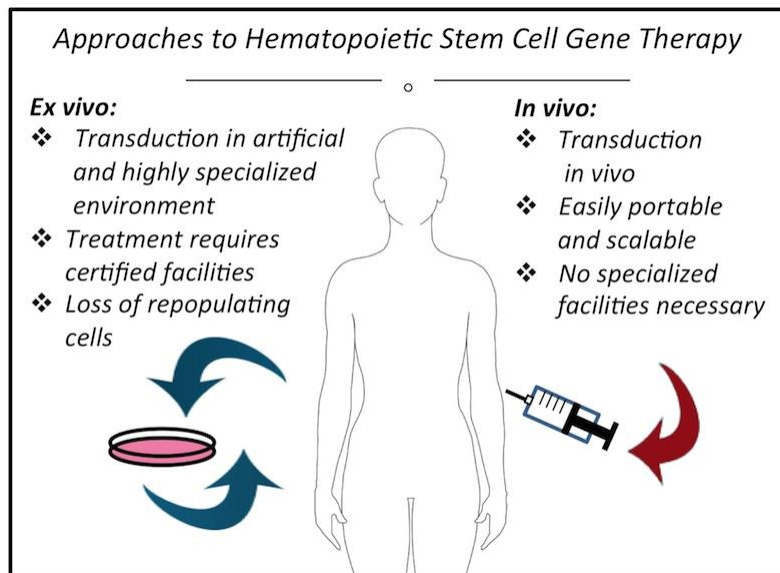 Approaches to Hematopoietic Stem Cell Gene Therapy
Ex vivo:
❖ Transduction in artificial
and highly specialized
environment
❖ Treatment requires
certified facilities
❖ Loss of repopulating
cells
In vivo:
❖ Transduction
in vivo
❖ Easily portable
and scalable
❖ No specialized
facilities necessary